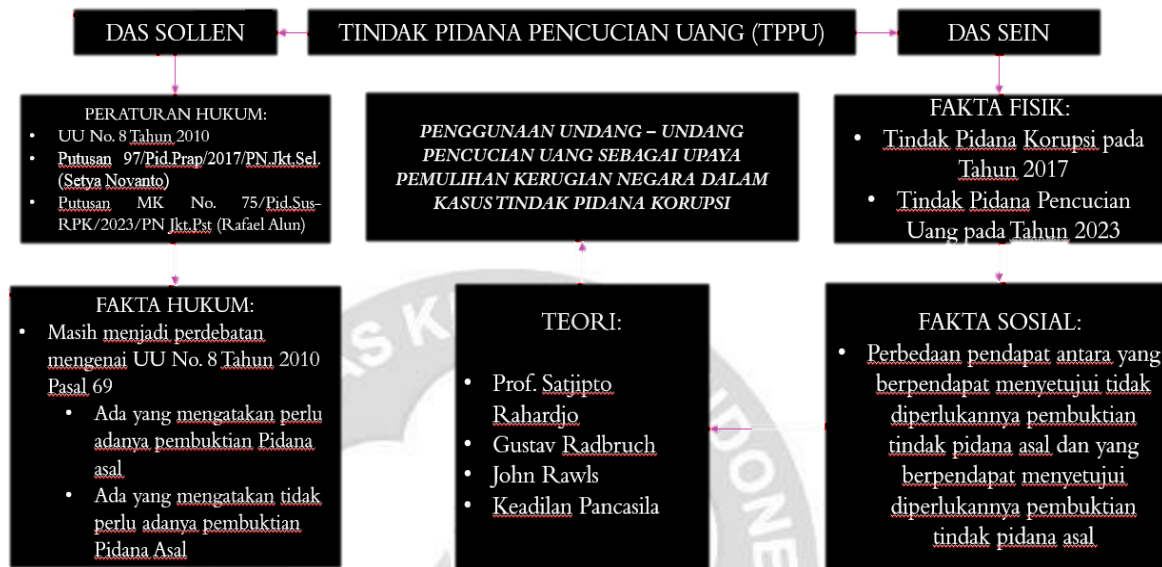 DAS SOLLEN
TINDAK PIDANA PENCUCIAN UANG (TPPU)
DAS SEIN
PERATURAN HUKUM:
• UU No. 8 Tahun 2010
• Putusan 97/Pid.Prap/2017/PN.Jkt.Sel.
(Setya Novanto)
• Putusan MK No. 75/Pid.Sus-
RPK/2023/PN Jkt.Pst (Rafael Alun)
PENGGUNAAN UNDANG – UNDANG
PENCUCIAN UANG SEBAGAI UPAYA
PEMULIHAN KERUGIAN NEGARA DALAM
KASUS TINDAK PIDANA KORUPSI
FAKTA FISIK:
• Tindak Pidana Korupsi pada
Tahun 2017
• Tindak Pidana Pencucian
Uang pada Tahun 2023
FAKTA HUKUM:
• Masih menjadi perdebatan
mengenai UU No. 8 Tahun 2010
Pasal 69
• Ada yang mengatakan perlu
adanya pembuktian Pidana
asal
• Ada yang mengatakan tidak
perlu adanya pembuktian
Pidana Asal
TEORI:
• Prof. Satjipto
Rahardjo
• Gustav Radbruch
• John Rawls
• Keadilan Pancasila
FAKTA SOSIAL:
• Perbedaan pendapat antara yang
berpendapat menyetujui tidak
diperlukannya pembuktian
tindak pidana asal dan yang
berpendapat menyetujui
diperlukannya pembuktian
tindak pidana asal